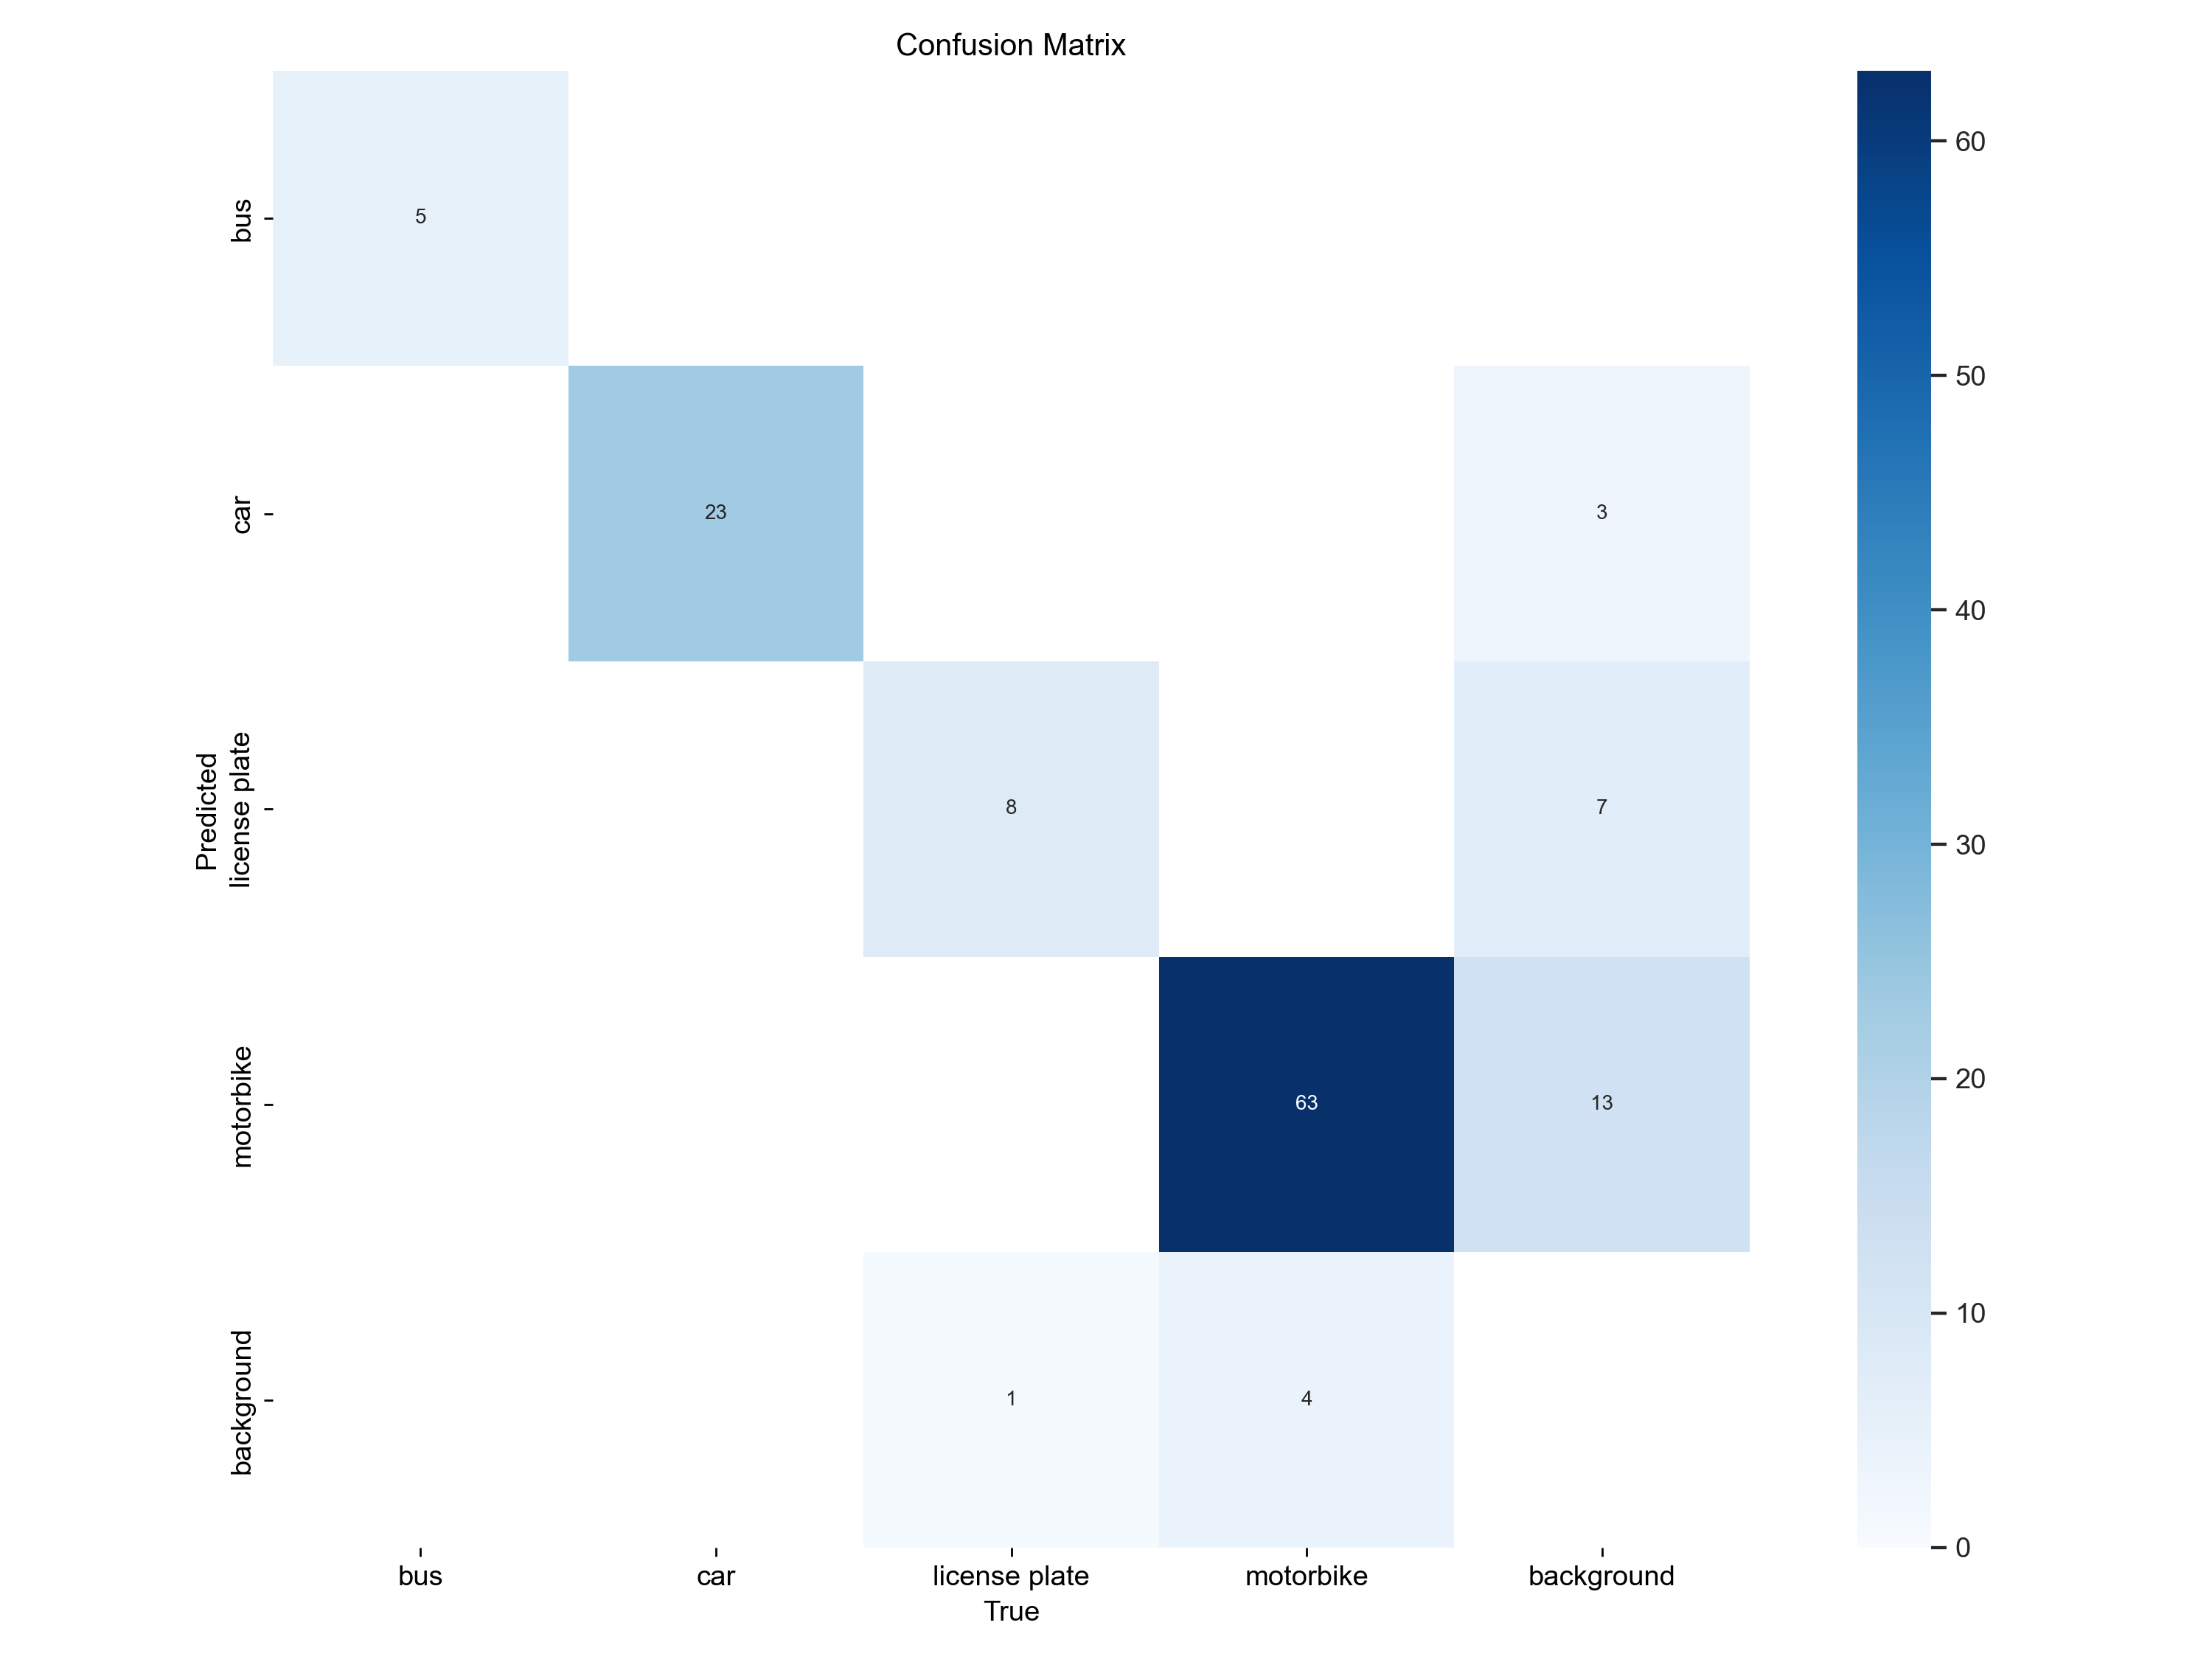 Confusion Matrix
60
50
40
30
20
10
0
Predicted
bus
car
license plate
motorbike
background
5
23
3
8
7
63
13
1
4
bus
car
license plate
motorbike
background
True